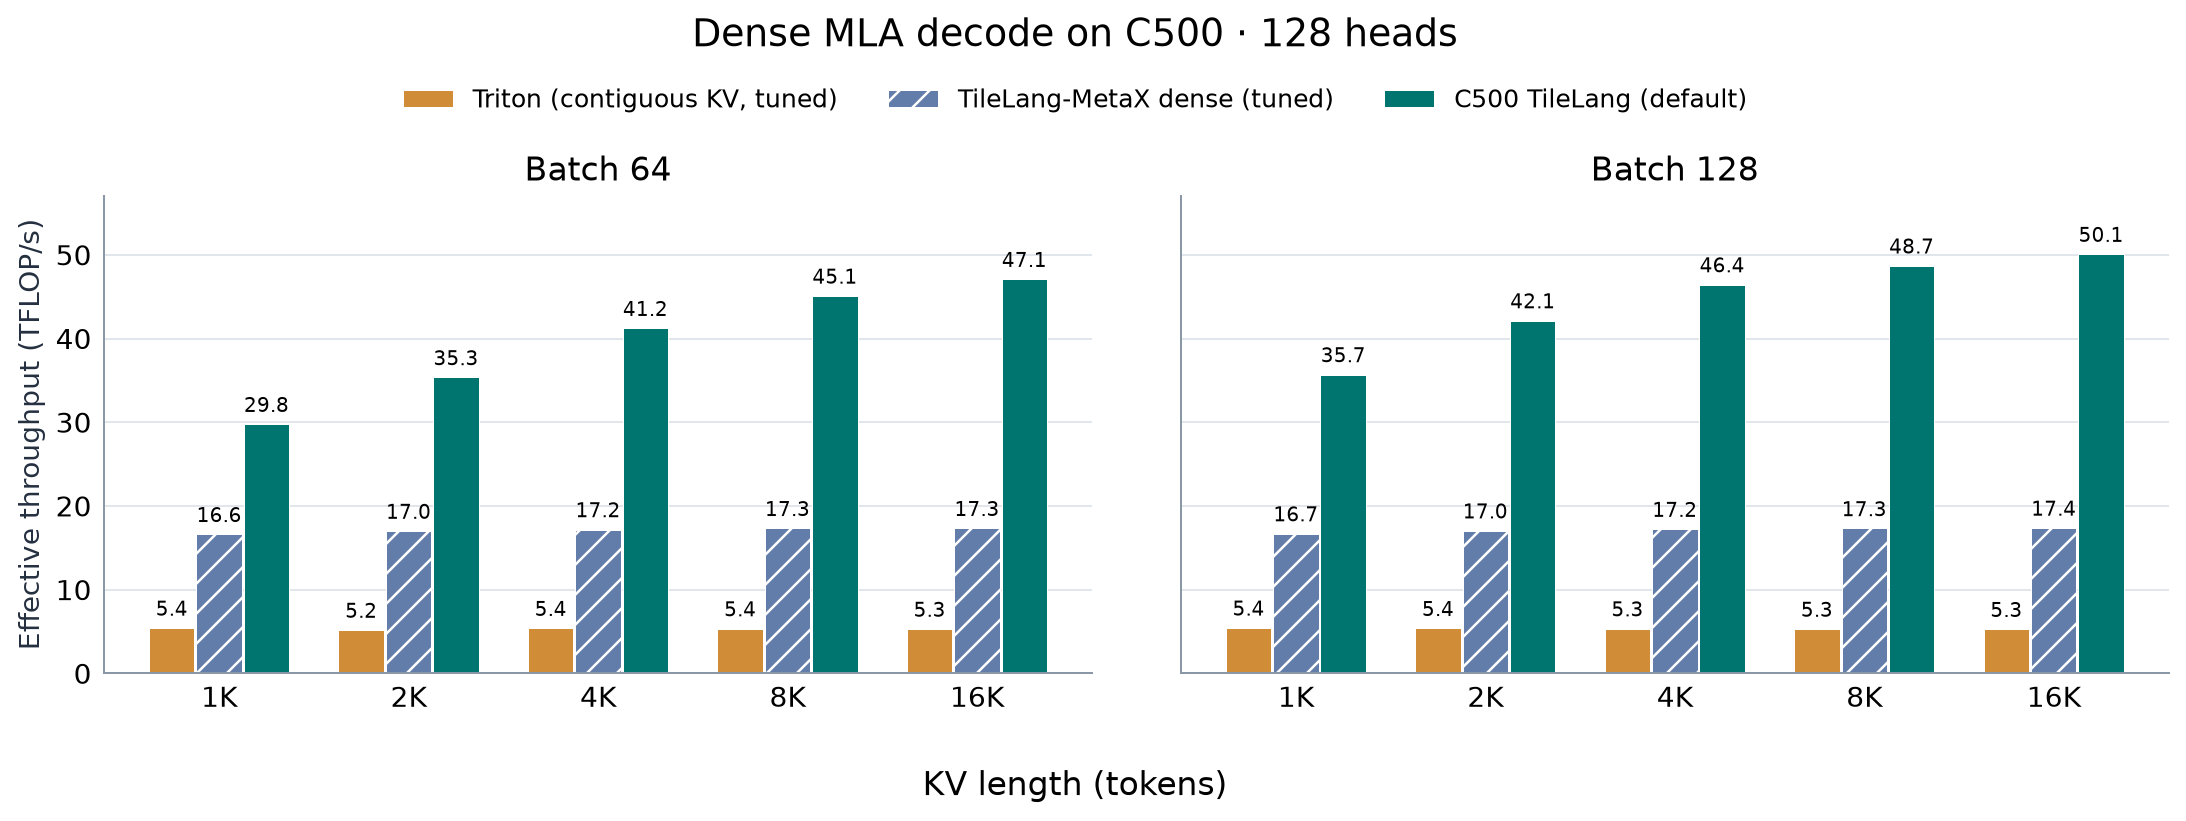 Dense MLA decode on C500 · 128 heads
Triton (contiguous KV, tuned) TileLang-MetaX dense (tuned) C500 TileLang (default)
Batch 64
Effective throughput (TFLOP/s)
50
40
30
20
10
0
5.4 16.6 29.8
5.2 17.0 35.3
5.4 17.2 41.2
5.4 17.3 45.1
5.3 17.3 47.1
1K 2K 4K 8K 16K
Batch 128
5.4 16.7 35.7
5.4 17.0 42.1
5.3 17.2 46.4
5.3 17.3 48.7
5.3 17.4 50.1
1K 2K 4K 8K 16K
KV length (tokens)